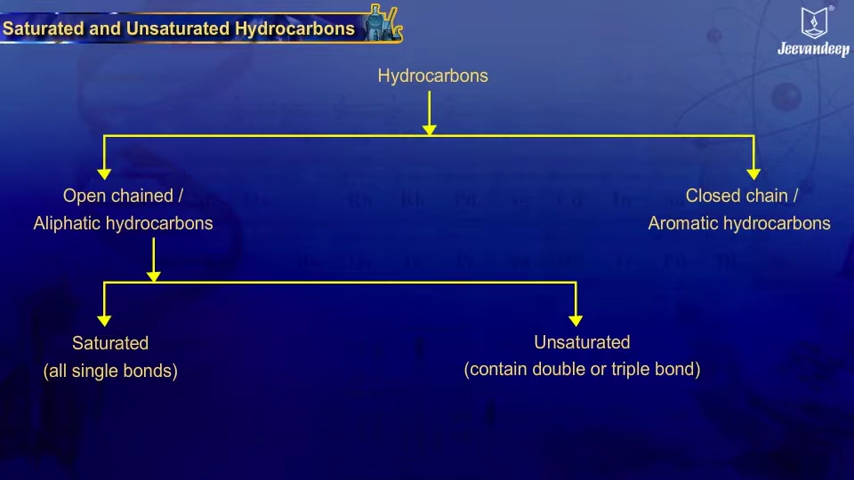 Saturated and Unsaturated Hydrocarbons
Jeevandeep
Hydrocarbons
Open chained /
Aliphatic hydrocarbons
Closed chain /
Aromatic hydrocarbons
Saturated
(all single bonds)
Unsaturated
(contain double or triple bond)